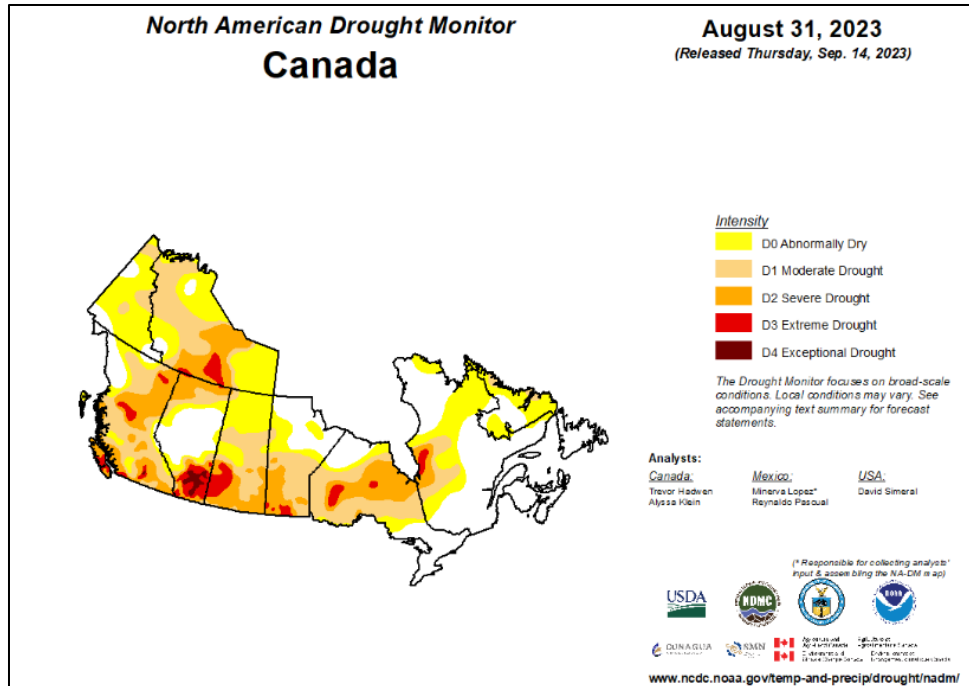 North American Drought Monitor
Canada
August 31, 2023
(Released Thursday, Sep. 14, 2023)
Intensity
D0 Abnormally Dry
D1 Moderate Drought
D2 Severe Drought
D3 Extreme Drought
D4 Exceptional Drought
The Drought Monitor focuses on broad-scale
conditions. Local conditions may vary. See
accompanying text summary for forecast
statements.
Analysts:
Canada:
Trevor Hadwen
Alyssa Klein
Mexico:
Minerva Lopez*
Reynaldo Pascual
USA:
David Simeral
(* Responsible for collecting analysts'
input & assembling the NA-DM map)
USDA
NDMC
NOAA
CONAGUA
SMN
www.ncdc.noaa.gov/temp-and-precip/drought/nadm/